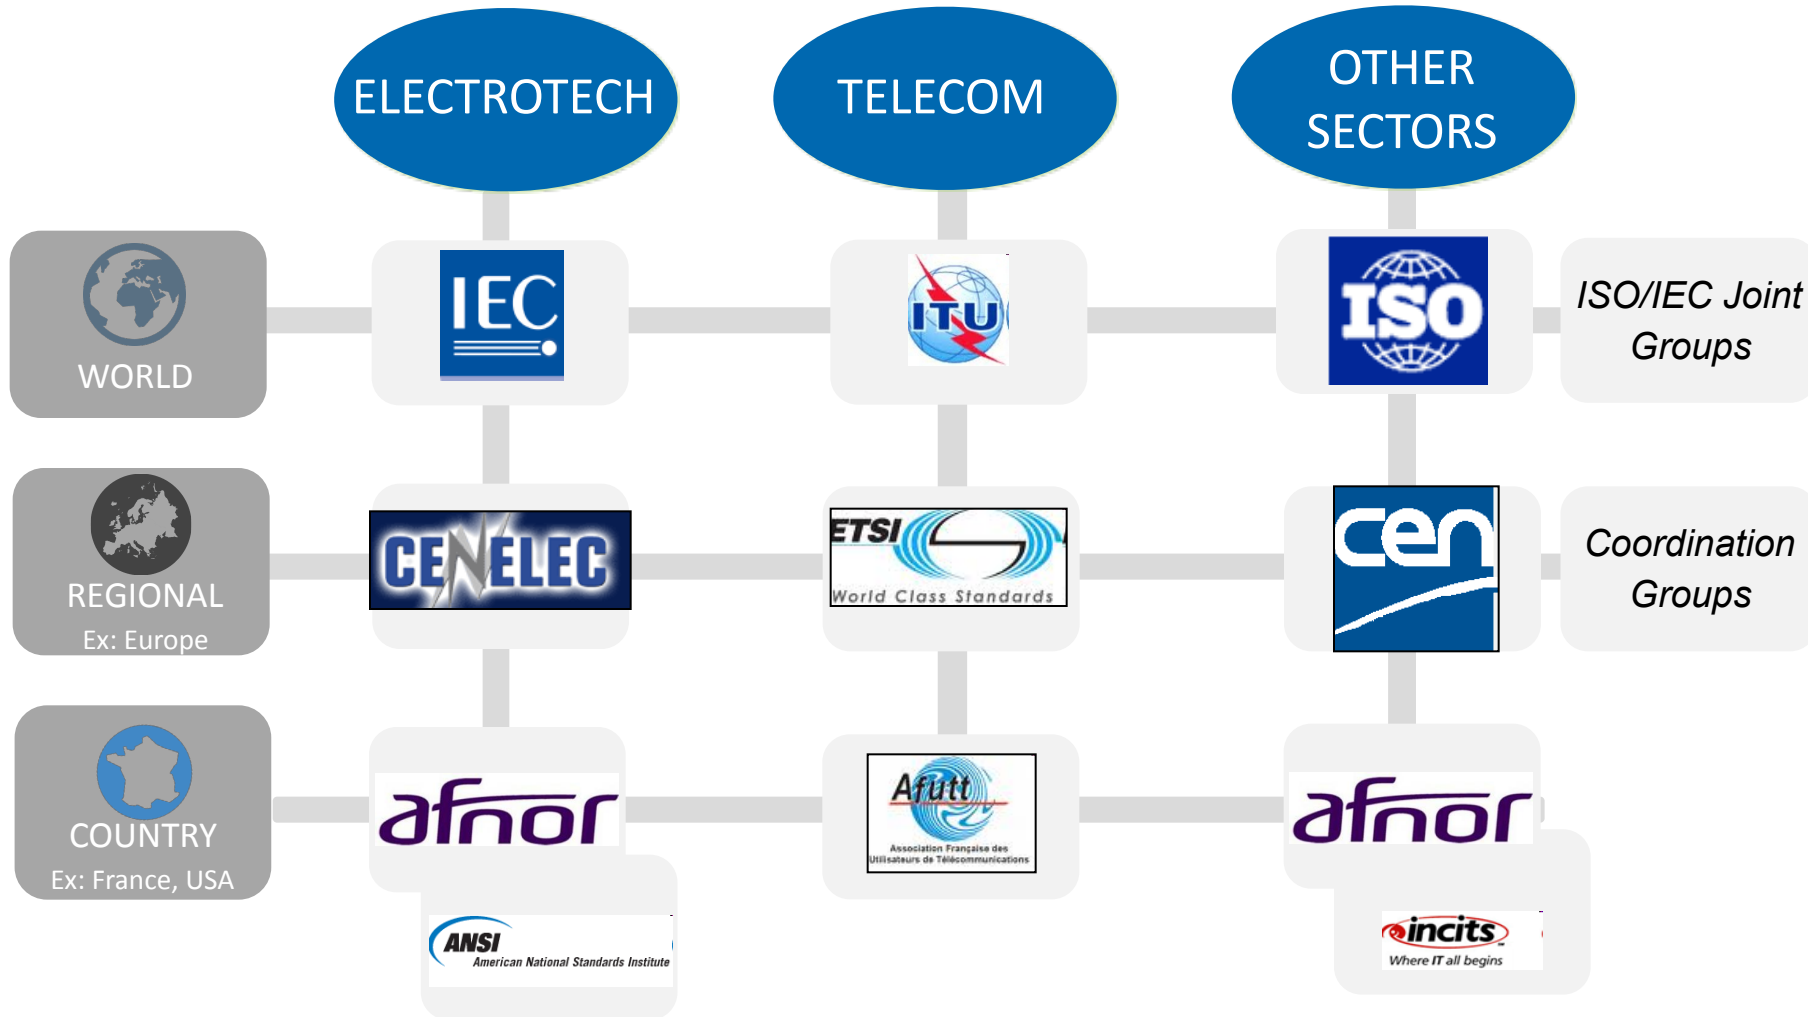 ELECTROTECH
TELECOM
OTHER
SECTORS
WORLD
IEC
ITU
ISO
ISO/IEC Joint
Groups
REGIONAL
Ex: Europe
CENELEC
ETSI
World Class Standards
cen
Coordination
Groups
COUNTRY
Ex: France, USA
afnor
Afutt
Association Française des
Utilisateurs de Télécommunications
afnor
ANSI
American National Standards Institute
incits
Where IT all begins